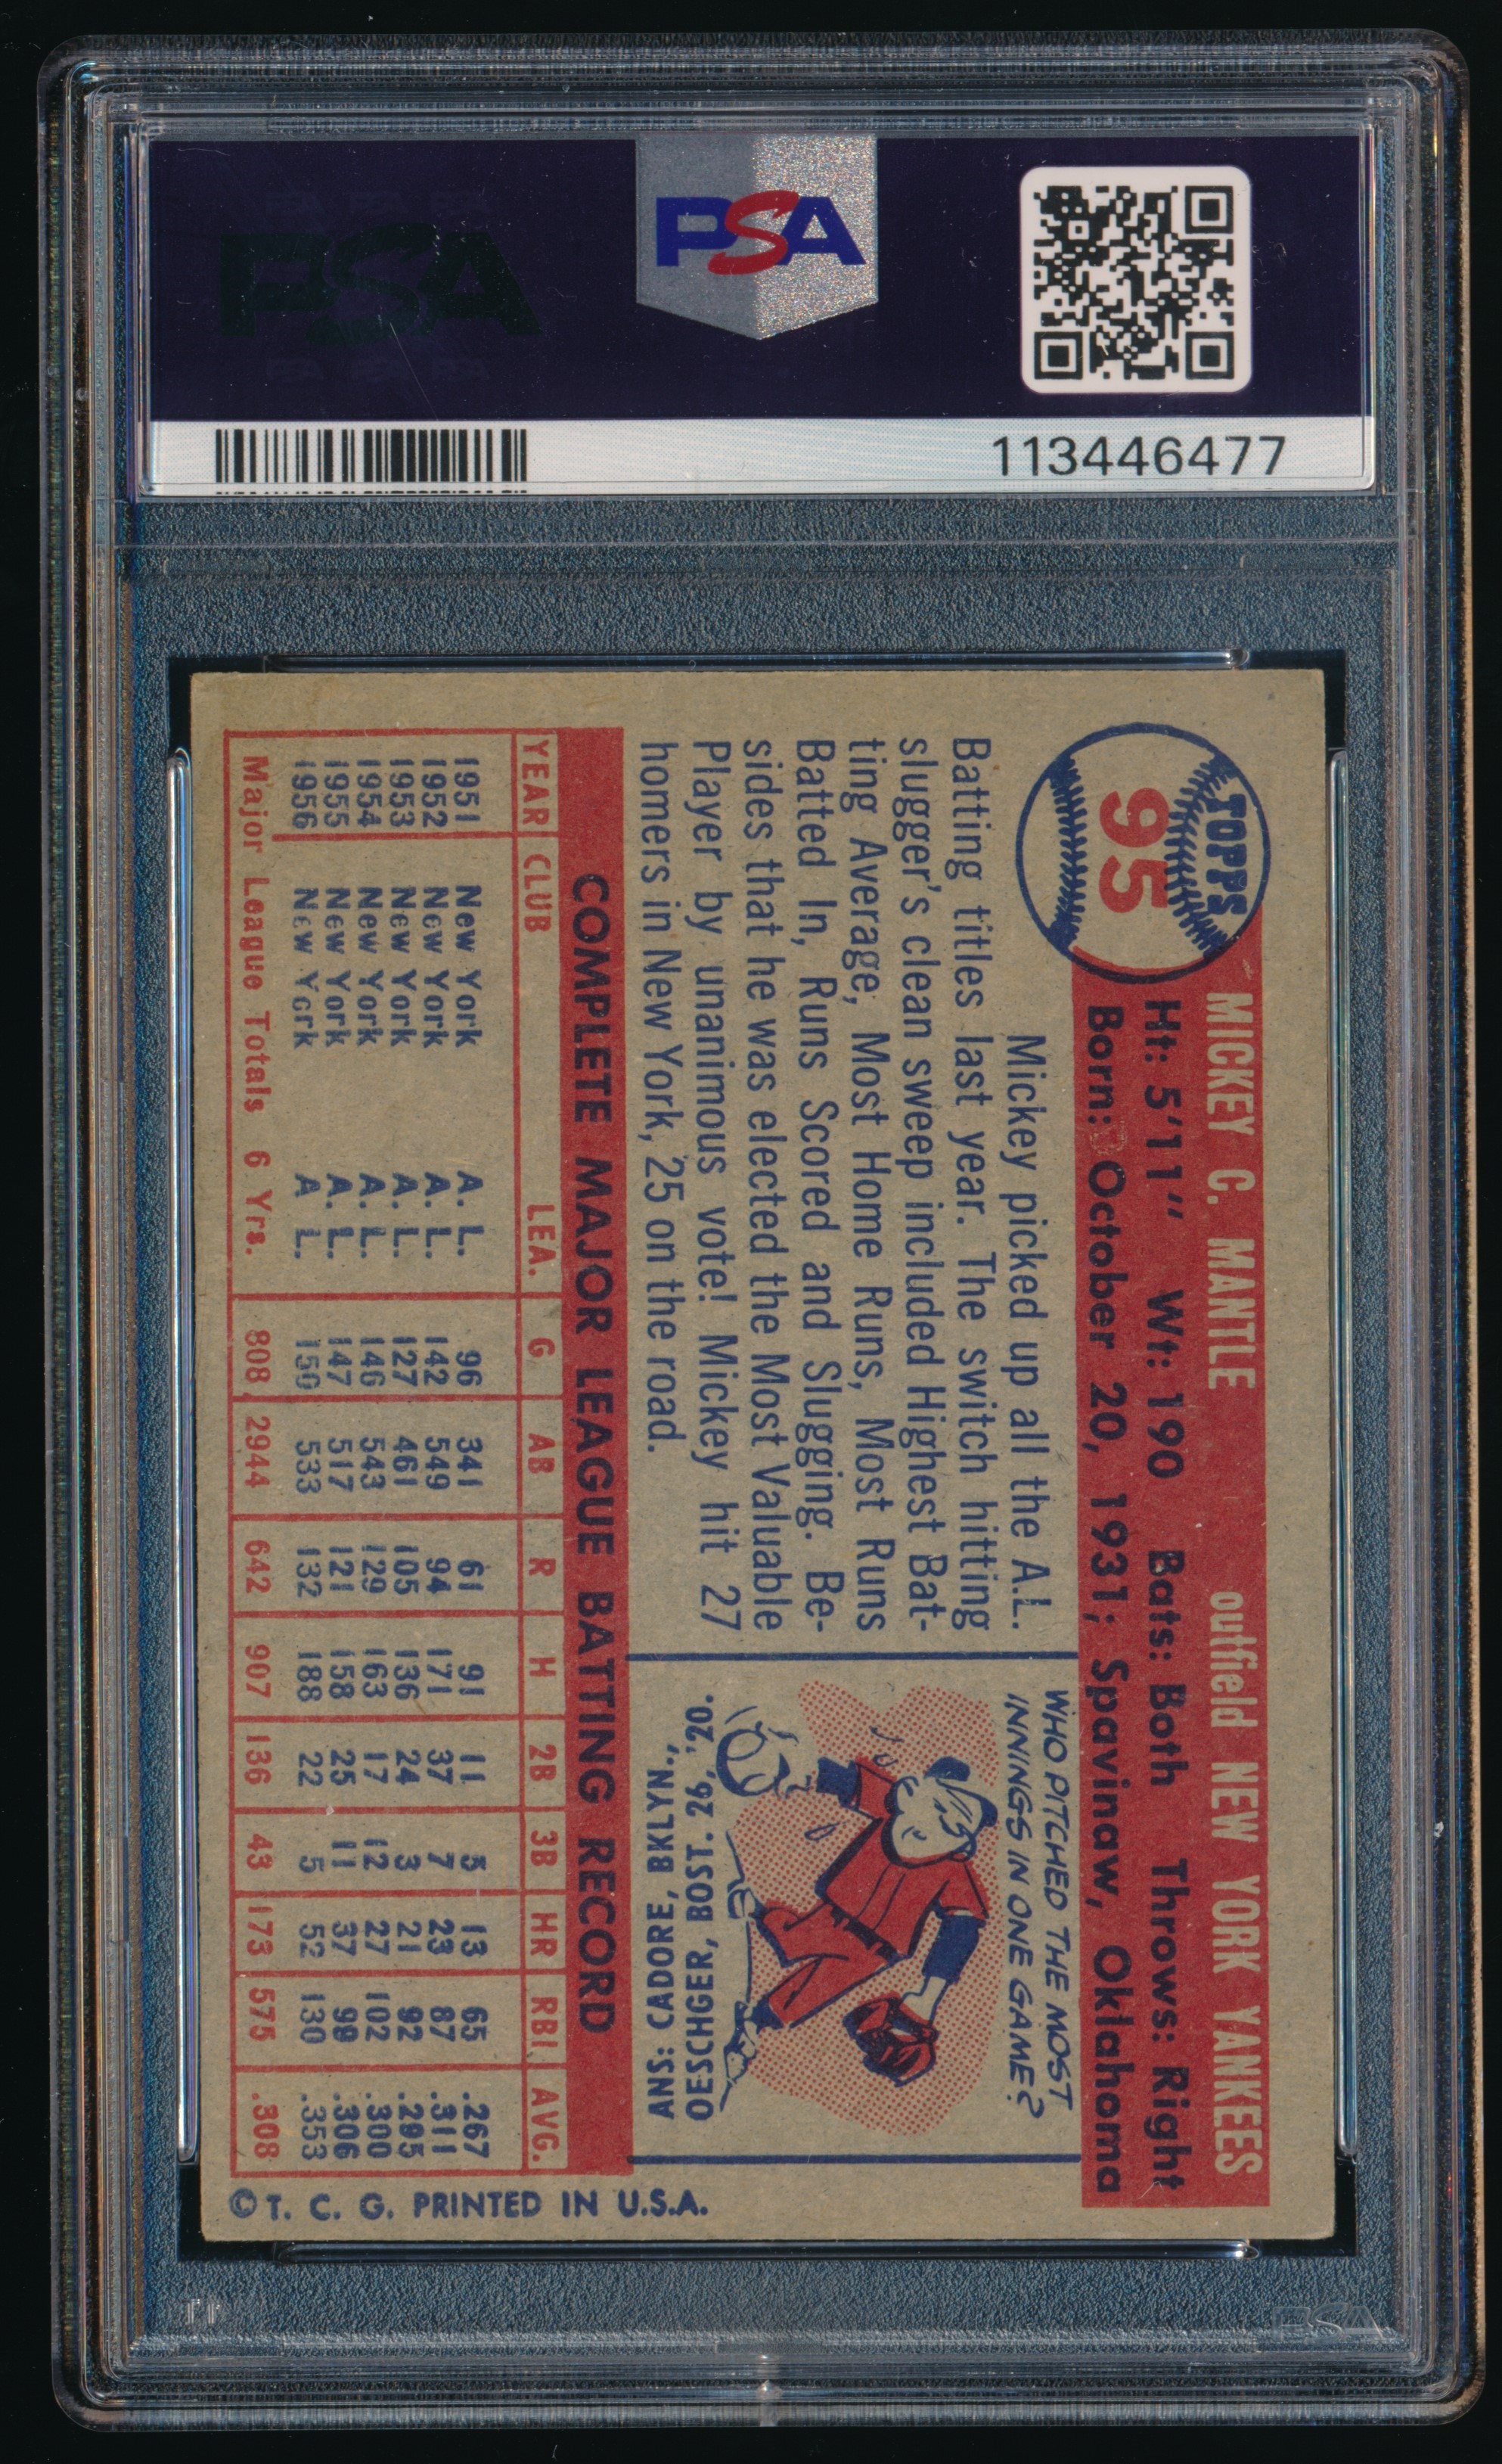 PSA
PSA
113446477
TOPPS
95
MICKEY C. MANTLE outfield NEW YORK YANKEES
Ht: 5'11" Wt: 190 Bats: Both Throws: Right
Born: October 20, 1931; Spavinaw, Oklahoma
Mickey picked up all the A.L.
Batting titles last year. The switch hitting
slugger's clean sweep included Highest Bat-
ting Average, Most Home Runs, Most Runs
Batted In, Runs Scored and Slugging. Be-
sides that he was elected the Most Valuable
Player by unanimous vote! Mickey hit 27
homers in New York, 25 on the road.
WHO PITCHED THE MOST
INNINGS IN ONE GAME?
ANS: CADORE, BKLYN.,
OESCHGER, BOST. 26, '20.
COMPLETE MAJOR LEAGUE BATTING RECORD
YEAR CLUB LEA. G AB R H 2B 3B HR RBI AVG.
1951 New York A. L. 96 341 61 91 11 5 13 65 .267
1952 New York A. L. 142 549 94 171 37 7 23 87 .311
1953 New York A. L. 127 461 105 136 24 3 21 92 .295
1954 New York A. L. 146 543 129 163 17 12 27 102 .300
1955 New York A. L. 147 517 121 158 25 11 37 99 .306
1956 New York A L. 150 533 132 188 22 5 52 130 .353
Major League Totals 6 Yrs. 808 2944 642 907 136 43 173 575 .308
© T. C. G. PRINTED IN U.S.A.
PSA